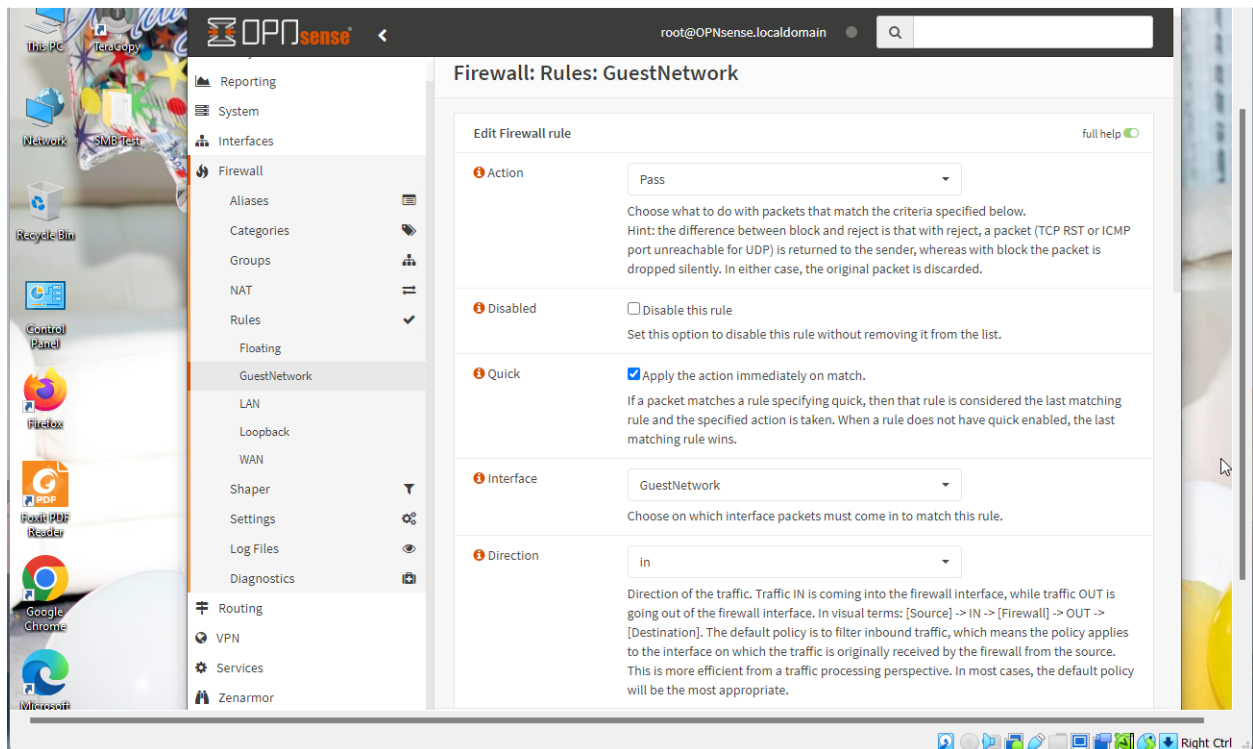 This PC
TeraCopy
Network
SMB Test
Recycle Bin
Control
Panel
Firefox
PDF
Foxit PDF
Reader
Google
Chrome
Microsoft
OPNsense
root@OPNsense.localdomain
Reporting
System
Interfaces
Firewall
Aliases
Categories
Groups
NAT
Rules
Floating
GuestNetwork
LAN
Loopback
WAN
Shaper
Settings
Log Files
Diagnostics
Routing
VPN
Services
Zenarmor
Firewall: Rules: GuestNetwork
Edit Firewall rule
full help
Action
Pass
Choose what to do with packets that match the criteria specified below.
Hint: the difference between block and reject is that with reject, a packet (TCP RST or ICMP
port unreachable for UDP) is returned to the sender, whereas with block the packet is
dropped silently. In either case, the original packet is discarded.
Disabled
Disable this rule
Set this option to disable this rule without removing it from the list.
Quick
Apply the action immediately on match.
If a packet matches a rule specifying quick, then that rule is considered the last matching
rule and the specified action is taken. When a rule does not have quick enabled, the last
matching rule wins.
Interface
GuestNetwork
Choose on which interface packets must come in to match this rule.
Direction
in
Direction of the traffic. Traffic IN is coming into the firewall interface, while traffic OUT is
going out of the firewall interface. In visual terms: [Source] -> IN -> [Firewall] -> OUT ->
[Destination]. The default policy is to filter inbound traffic, which means the policy applies
to the interface on which the traffic is originally received by the firewall from the source.
This is more efficient from a traffic processing perspective. In most cases, the default policy
will be the most appropriate.
Right Ctrl